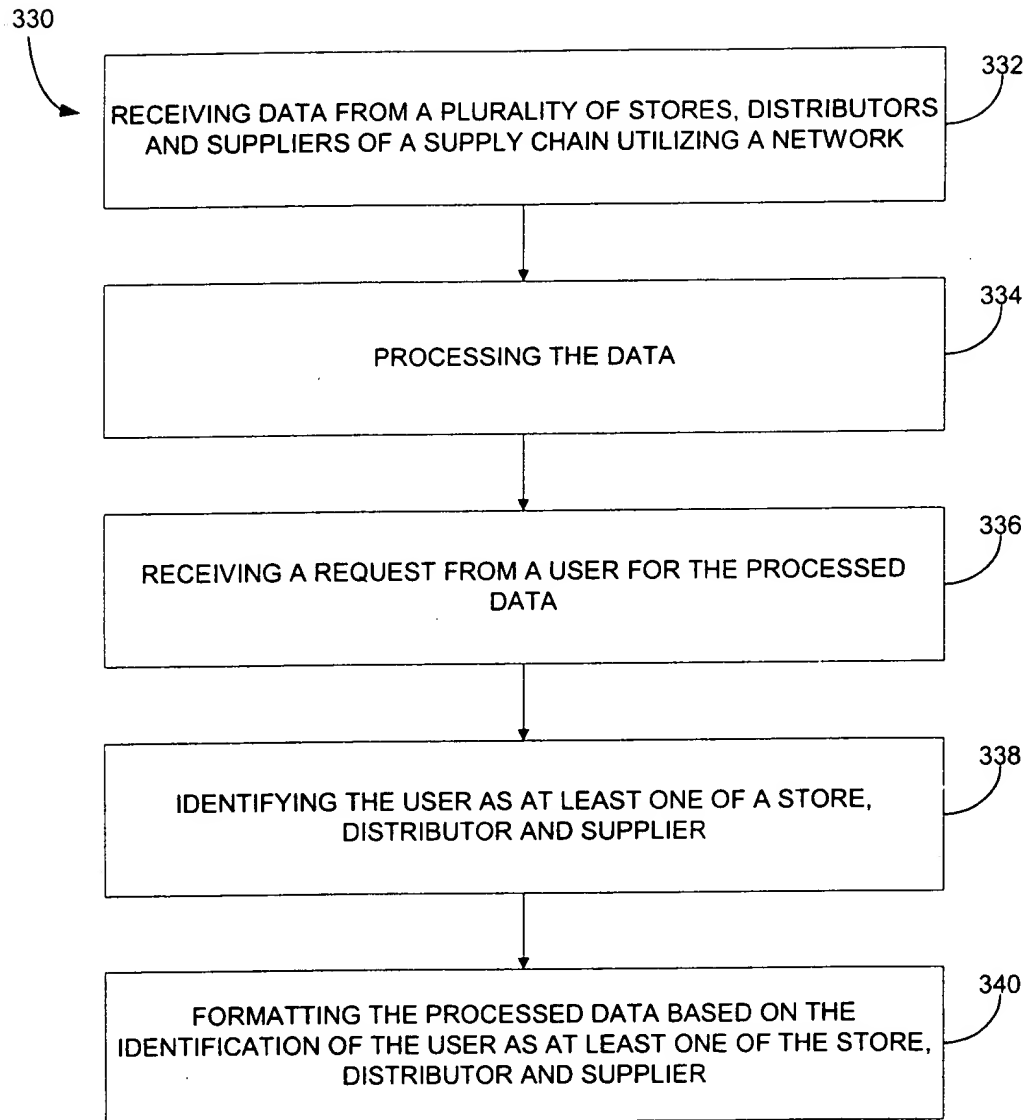 330
332
RECEIVING DATA FROM A PLURALITY OF STORES, DISTRIBUTORS
AND SUPPLIERS OF A SUPPLY CHAIN UTILIZING A NETWORK
334
PROCESSING THE DATA
336
RECEIVING A REQUEST FROM A USER FOR THE PROCESSED
DATA
338
IDENTIFYING THE USER AS AT LEAST ONE OF A STORE,
DISTRIBUTOR AND SUPPLIER
340
FORMATTING THE PROCESSED DATA BASED ON THE
IDENTIFICATION OF THE USER AS AT LEAST ONE OF THE STORE,
DISTRIBUTOR AND SUPPLIER